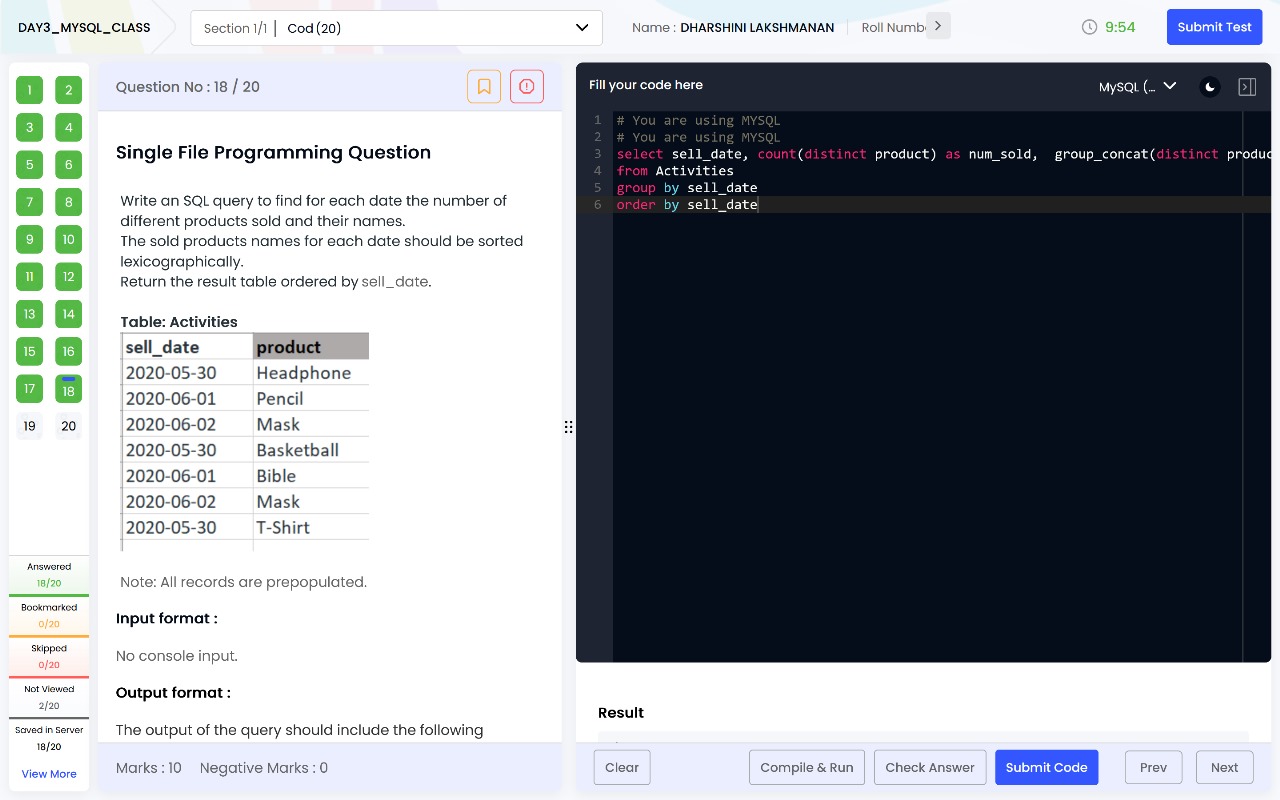 DAY3_MYSQL_CLASS
Section 1/1 | Cod (20)
Name : DHARSHINI LAKSHMANAN
Roll Numb
9:54
Submit Test
1 2
3 4
5 6
7 8
9 10
11 12
13 14
15 16
17 18
19 20
Answered
18/20
Bookmarked
0/20
Skipped
0/20
Not Viewed
2/20
Saved in Server
18/20
View More
Question No : 18 / 20
Single File Programming Question
Write an SQL query to find for each date the number of
different products sold and their names.
The sold products names for each date should be sorted
lexicographically.
Return the result table ordered by sell_date.
Table: Activities
sell_date product
2020-05-30 Headphone
2020-06-01 Pencil
2020-06-02 Mask
2020-05-30 Basketball
2020-06-01 Bible
2020-06-02 Mask
2020-05-30 T-Shirt
Note: All records are prepopulated.
Input format :
No console input.
Output format :
The output of the query should include the following
Marks : 10 Negative Marks : 0
Fill your code here
MySQL (...
1 # You are using MYSQL
2 # You are using MYSQL
3 select sell_date, count(distinct product) as num_sold,  group_concat(distinct produc
4 from Activities
5 group by sell_date
6 order by sell_date
Result
Clear
Compile & Run
Check Answer
Submit Code
Prev
Next